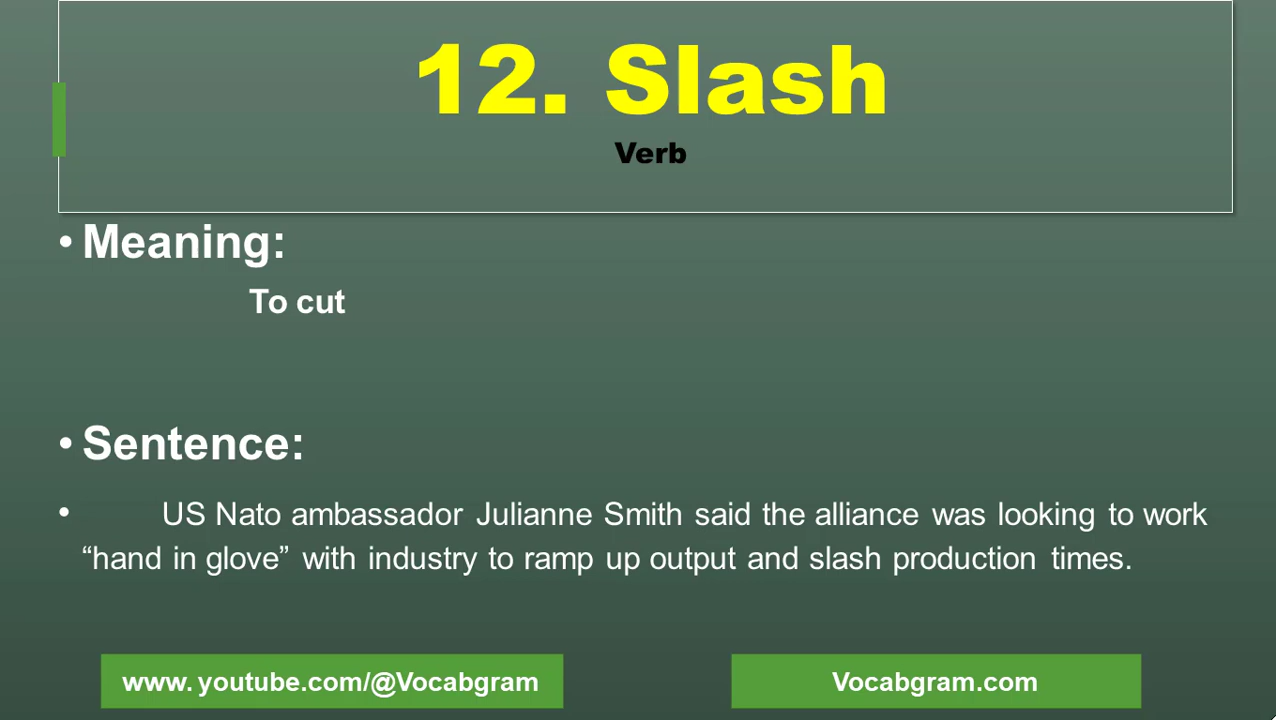 12. Slash
Verb
• Meaning:
To cut
• Sentence:
• US Nato ambassador Julianne Smith said the alliance was looking to work
“hand in glove” with industry to ramp up output and slash production times.
www. youtube.com/@Vocabgram
Vocabgram.com